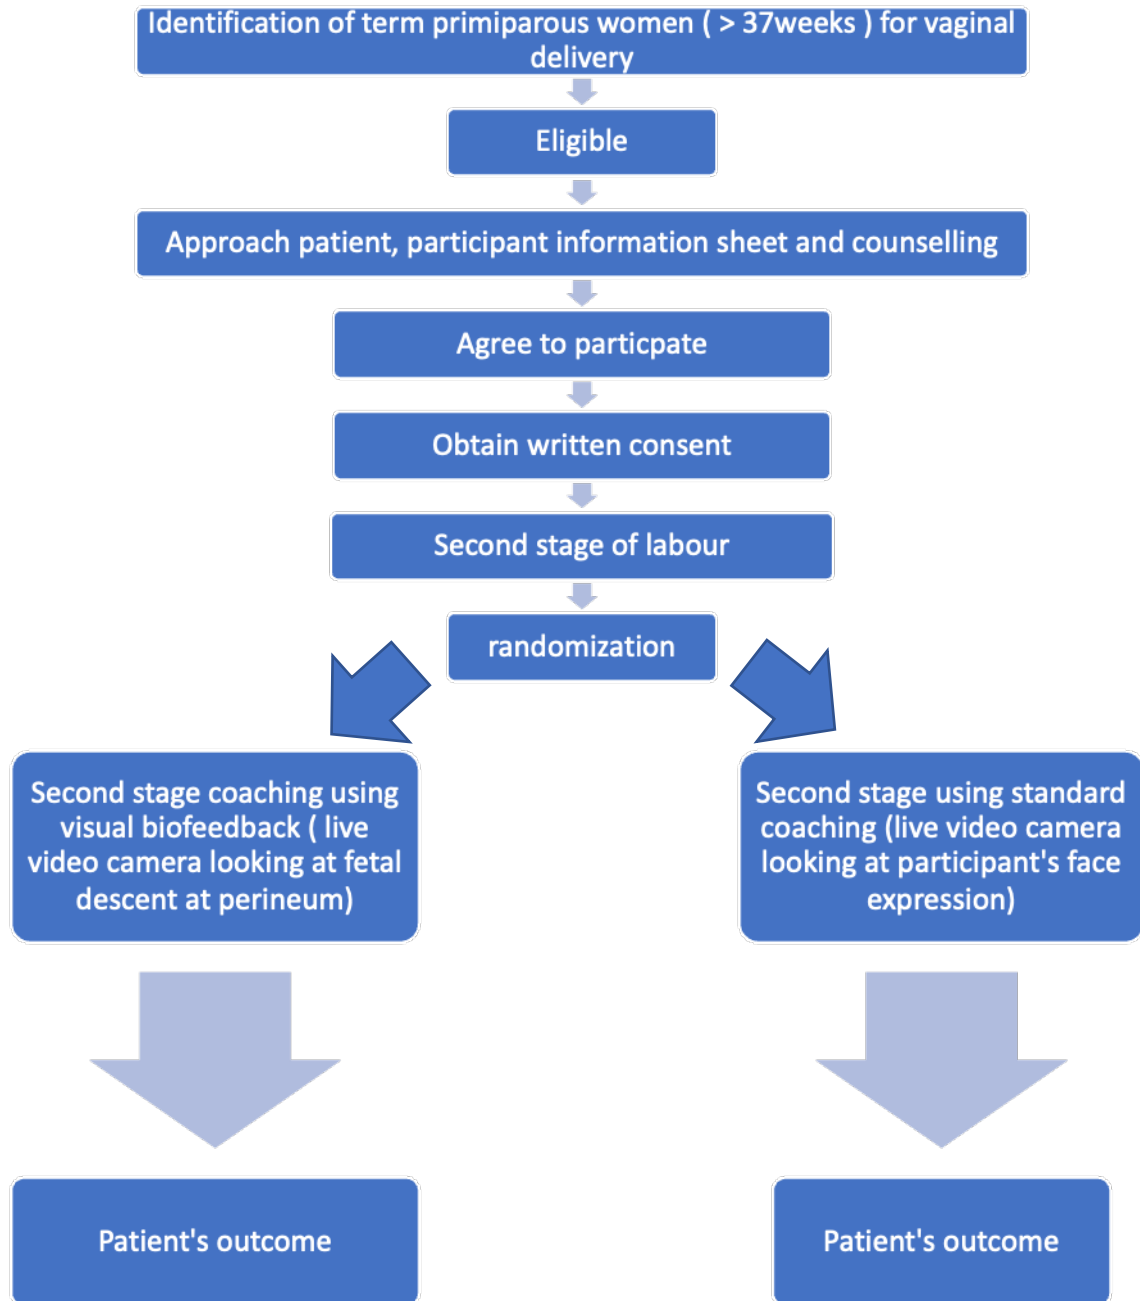 Identification of term primiparous women ( > 37weeks ) for vaginal
delivery
Eligible
Approach patient, participant information sheet and counselling
Agree to particpate
Obtain written consent
Second stage of labour
randomization
Second stage coaching using
visual biofeedback ( live
video camera looking at fetal
descent at perineum)
Second stage using standard
coaching (live video camera
looking at participant's face
expression)
Patient's outcome
Patient's outcome